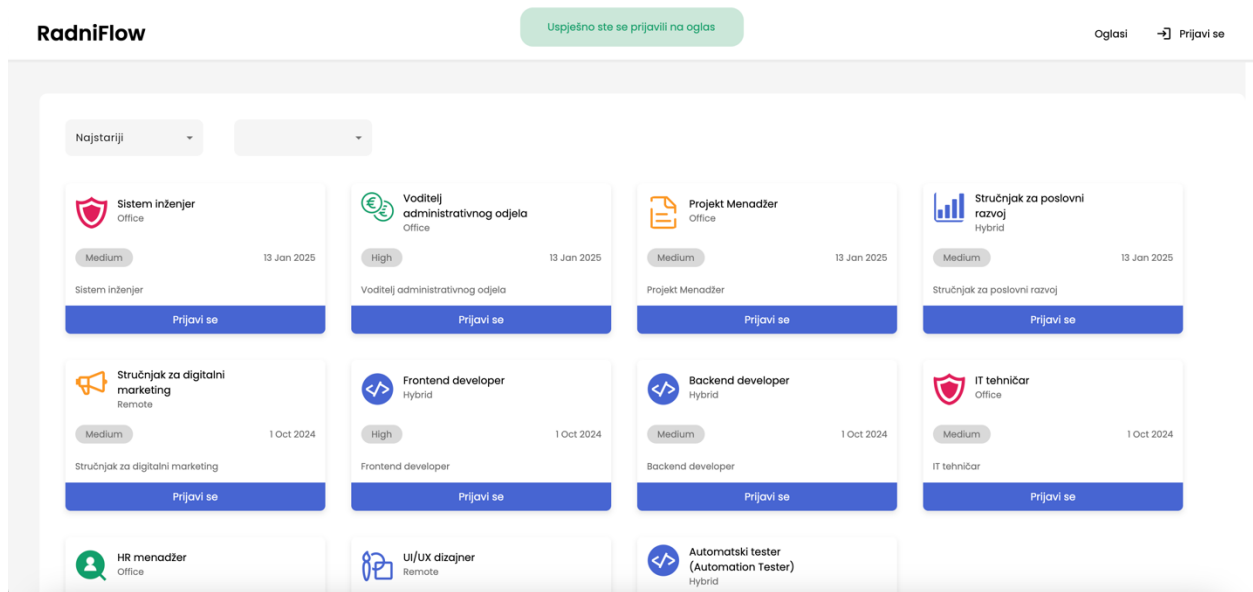 RadniFlow
Uspješno ste se prijavili na oglas
Oglasi
Prijavi se
Najstariji
Sistem inženjer
Office
Medium
13 Jan 2025
Sistem inženjer
Prijavi se
Voditelj
administrativnog odjela
Office
High
13 Jan 2025
Voditelj administrativnog odjela
Prijavi se
Projekt Menadžer
Office
Medium
13 Jan 2025
Projekt Menadžer
Prijavi se
Stručnjak za poslovni
razvoj
Hybrid
Medium
13 Jan 2025
Stručnjak za poslovni razvoj
Prijavi se
Stručnjak za digitalni
marketing
Remote
Medium
1 Oct 2024
Stručnjak za digitalni marketing
Prijavi se
Frontend developer
Hybrid
High
1 Oct 2024
Frontend developer
Prijavi se
Backend developer
Hybrid
Medium
1 Oct 2024
Backend developer
Prijavi se
IT tehničar
Office
Medium
1 Oct 2024
IT tehničar
Prijavi se
HR menadžer
Office
UI/UX dizajner
Remote
Automatski tester
(Automation Tester)
Hybrid